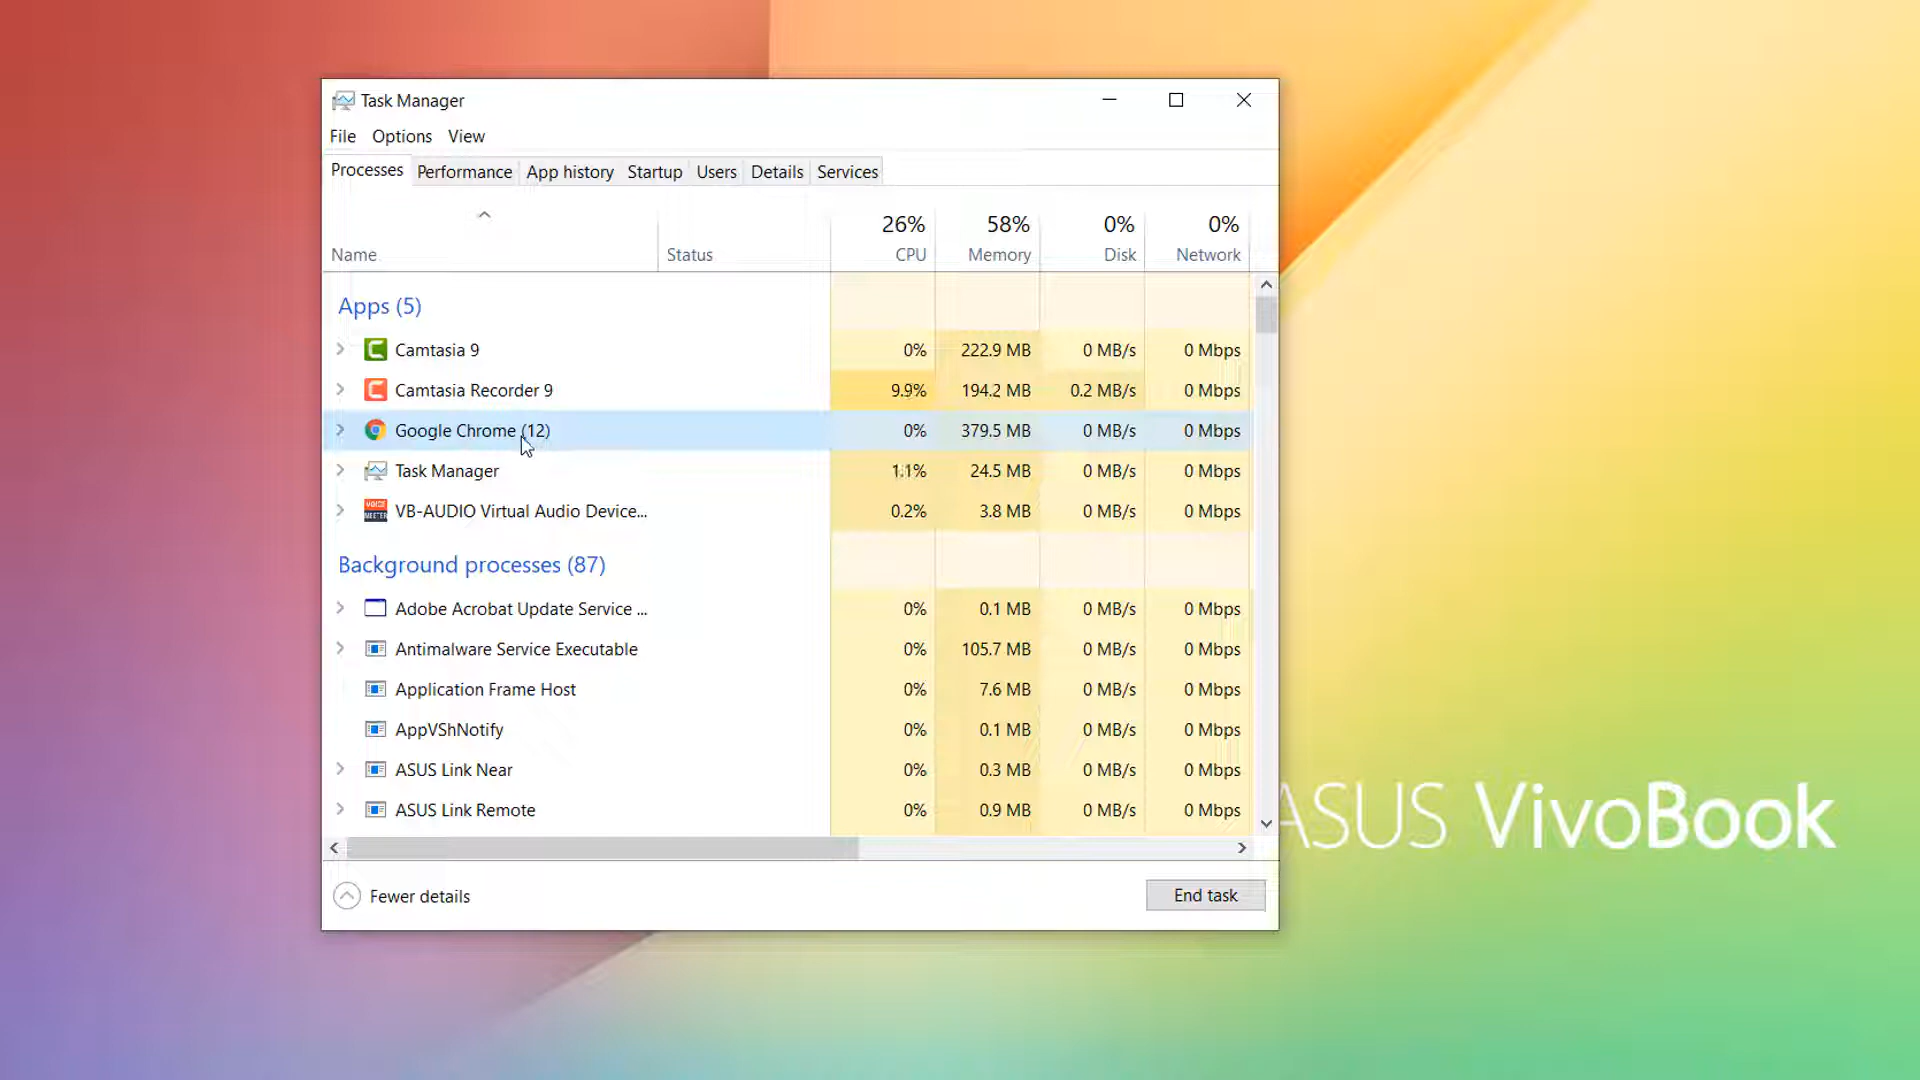 Task Manager
File Options View
Processes Performance App history Startup Users Details Services
26% 58% 0% 0%
Name Status CPU Memory Disk Network
Apps (5)
Camtasia 9 0% 222.9 MB 0 MB/s 0 Mbps
Camtasia Recorder 9 9.9% 194.2 MB 0.2 MB/s 0 Mbps
Google Chrome (12) 0% 379.5 MB 0 MB/s 0 Mbps
Task Manager 1.1% 24.5 MB 0 MB/s 0 Mbps
VOICE
MEETER
VB-AUDIO Virtual Audio Device... 0.2% 3.8 MB 0 MB/s 0 Mbps
Background processes (87)
Adobe Acrobat Update Service ... 0% 0.1 MB 0 MB/s 0 Mbps
Antimalware Service Executable 0% 105.7 MB 0 MB/s 0 Mbps
Application Frame Host 0% 7.6 MB 0 MB/s 0 Mbps
AppVShNotify 0% 0.1 MB 0 MB/s 0 Mbps
ASUS Link Near 0% 0.3 MB 0 MB/s 0 Mbps
ASUS Link Remote 0% 0.9 MB 0 MB/s 0 Mbps
ASUS VivoBook
Fewer details End task